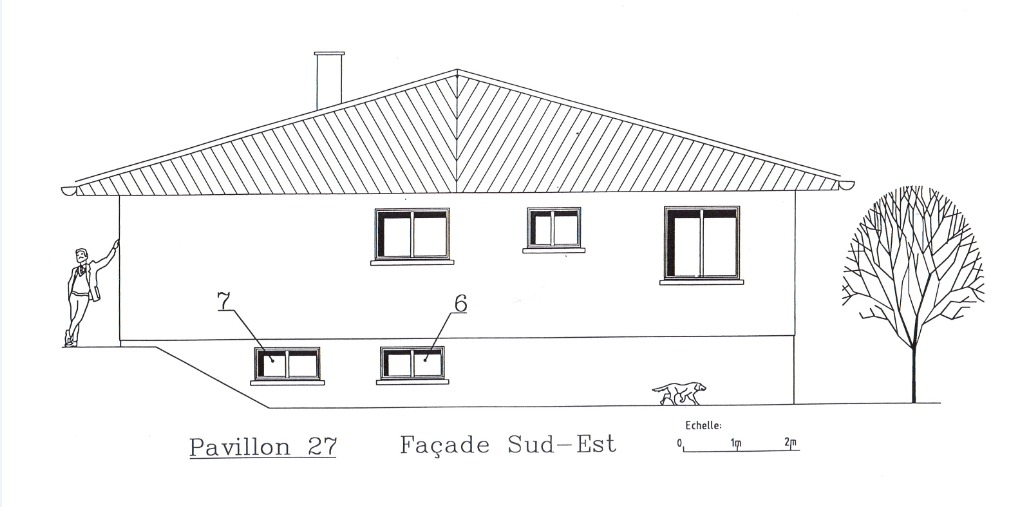 7
6
Echelle:
0 1m 2m
Pavillon 27 Façade Sud-Est